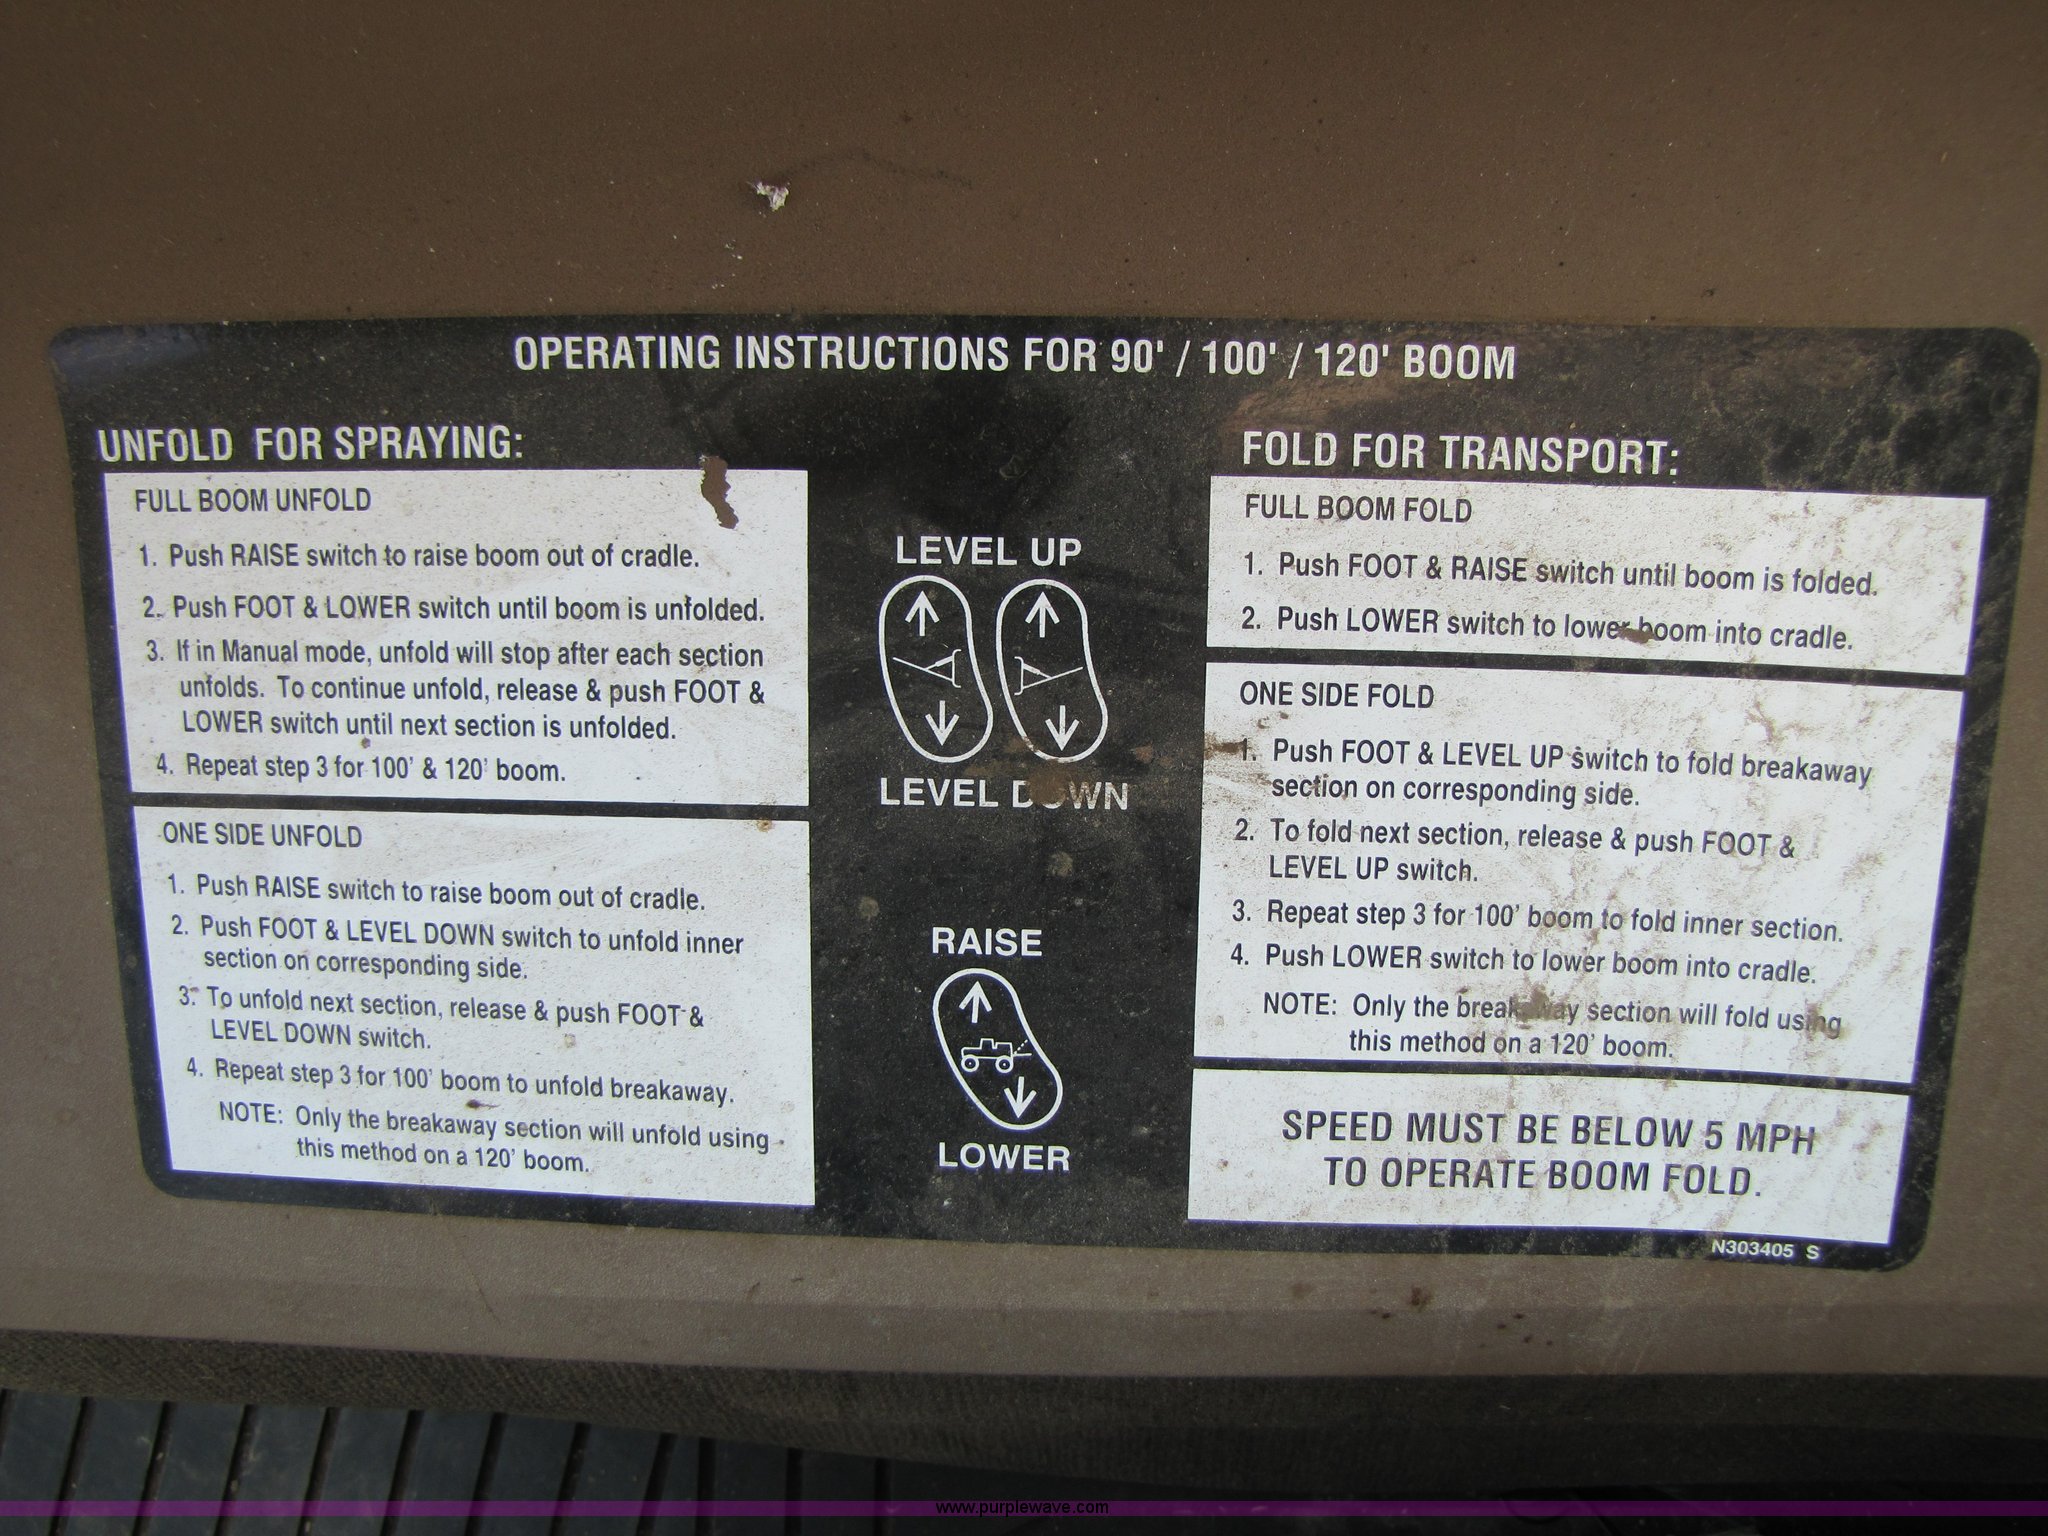 OPERATING INSTRUCTIONS FOR 90' / 100' / 120' BOOM
UNFOLD FOR SPRAYING:
FULL BOOM UNFOLD
1. Push RAISE switch to raise boom out of cradle.
2. Push FOOT & LOWER switch until boom is unfolded.
3. If in Manual mode, unfold will stop after each section
unfolds. To continue unfold, release & push FOOT &
LOWER switch until next section is unfolded.
4. Repeat step 3 for 100' & 120' boom.
ONE SIDE UNFOLD
1. Push RAISE switch to raise boom out of cradle.
2. Push FOOT & LEVEL DOWN switch to unfold inner
section on corresponding side.
3. To unfold next section, release & push FOOT &
LEVEL DOWN switch.
4. Repeat step 3 for 100' boom to unfold breakaway.
NOTE: Only the breakaway section will unfold using
this method on a 120' boom.
LEVEL UP
LEVEL DOWN
RAISE
LOWER
FOLD FOR TRANSPORT:
FULL BOOM FOLD
1. Push FOOT & RAISE switch until boom is folded.
2. Push LOWER switch to lower boom into cradle.
ONE SIDE FOLD
1. Push FOOT & LEVEL UP switch to fold breakaway
section on corresponding side.
2. To fold next section, release & push FOOT &
LEVEL UP switch.
3. Repeat step 3 for 100' boom to fold inner section.
4. Push LOWER switch to lower boom into cradle.
NOTE: Only the breakaway section will fold using
this method on a 120' boom.
SPEED MUST BE BELOW 5 MPH
TO OPERATE BOOM FOLD.
N303405 S
www.purplewave.com